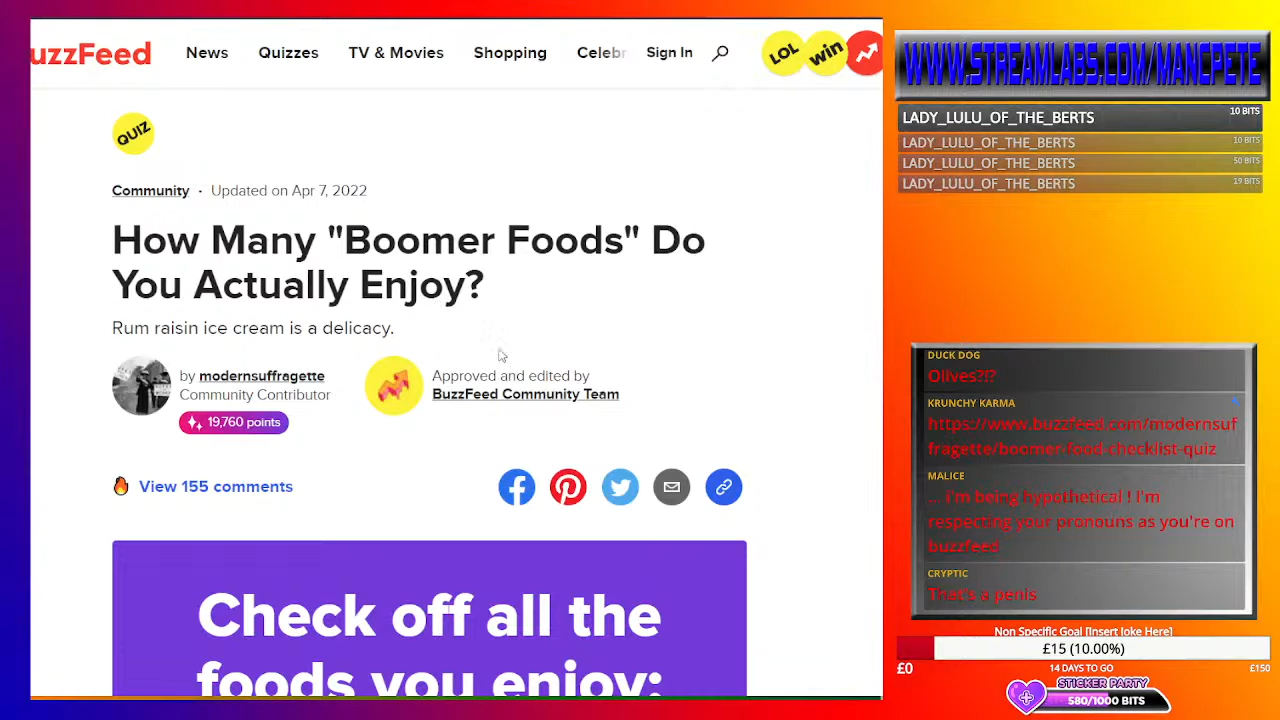 uzzFeed
News
Quizzes
TV & Movies
Shopping
Celebr
Sign In
LOL
win
QUIZ
Community · Updated on Apr 7, 2022
How Many "Boomer Foods" Do
You Actually Enjoy?
Rum raisin ice cream is a delicacy.
by modernsuffragette
Community Contributor
19,760 points
Approved and edited by
BuzzFeed Community Team
View 155 comments
Check off all the
foods you enjoy:
WWW.STREAMLABS.COM/MANCPETE
LADY_LULU_OF_THE_BERTS 10 BITS
LADY_LULU_OF_THE_BERTS 10 BITS
LADY_LULU_OF_THE_BERTS 50 BITS
LADY_LULU_OF_THE_BERTS 19 BITS
DUCK DOG
Olives?!?
KRUNCHY KARMA
https://www.buzzfeed.com/modernsuf
fragette/boomer-food-checklist-quiz
MALICE
... i'm being hypothetical ! I'm
respecting your pronouns as you're on
buzzfeed
CRYPTIC
That's a penis
Non Specific Goal [Insert Joke Here]
£15 (10.00%)
£0 14 DAYS TO GO £150
STICKER PARTY
580/1000 BITS